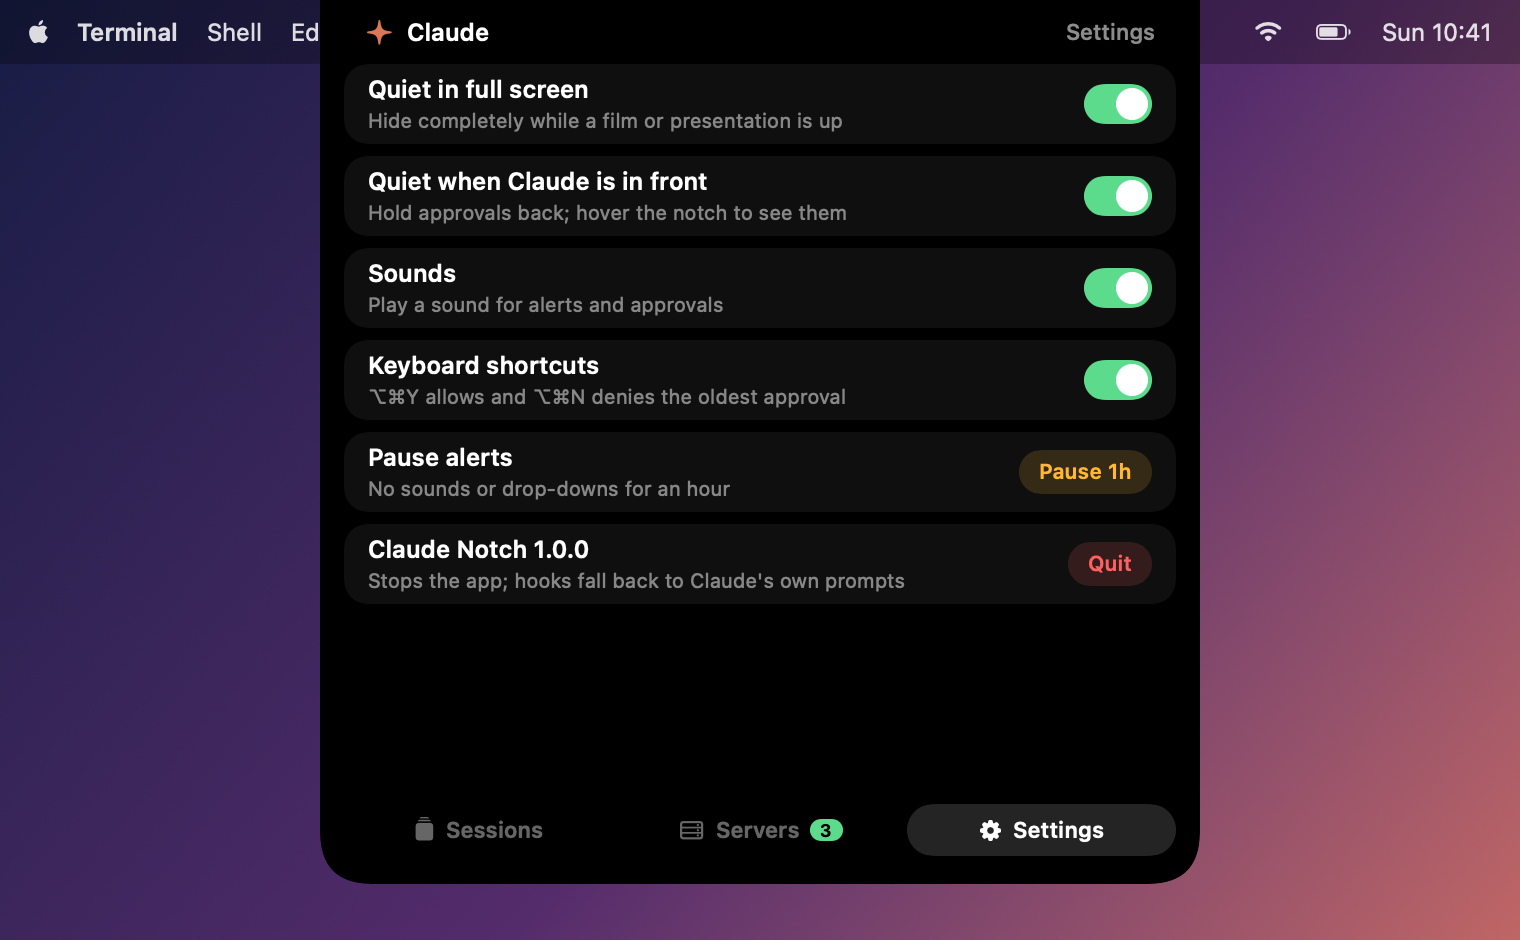 Terminal Shell Ed
Claude
Settings
Sun 10:41
Quiet in full screen
Hide completely while a film or presentation is up
Quiet when Claude is in front
Hold approvals back; hover the notch to see them
Sounds
Play a sound for alerts and approvals
Keyboard shortcuts
⌥⌘Y allows and ⌥⌘N denies the oldest approval
Pause alerts
No sounds or drop-downs for an hour
Pause 1h
Claude Notch 1.0.0
Stops the app; hooks fall back to Claude's own prompts
Quit
Sessions
Servers 3
Settings